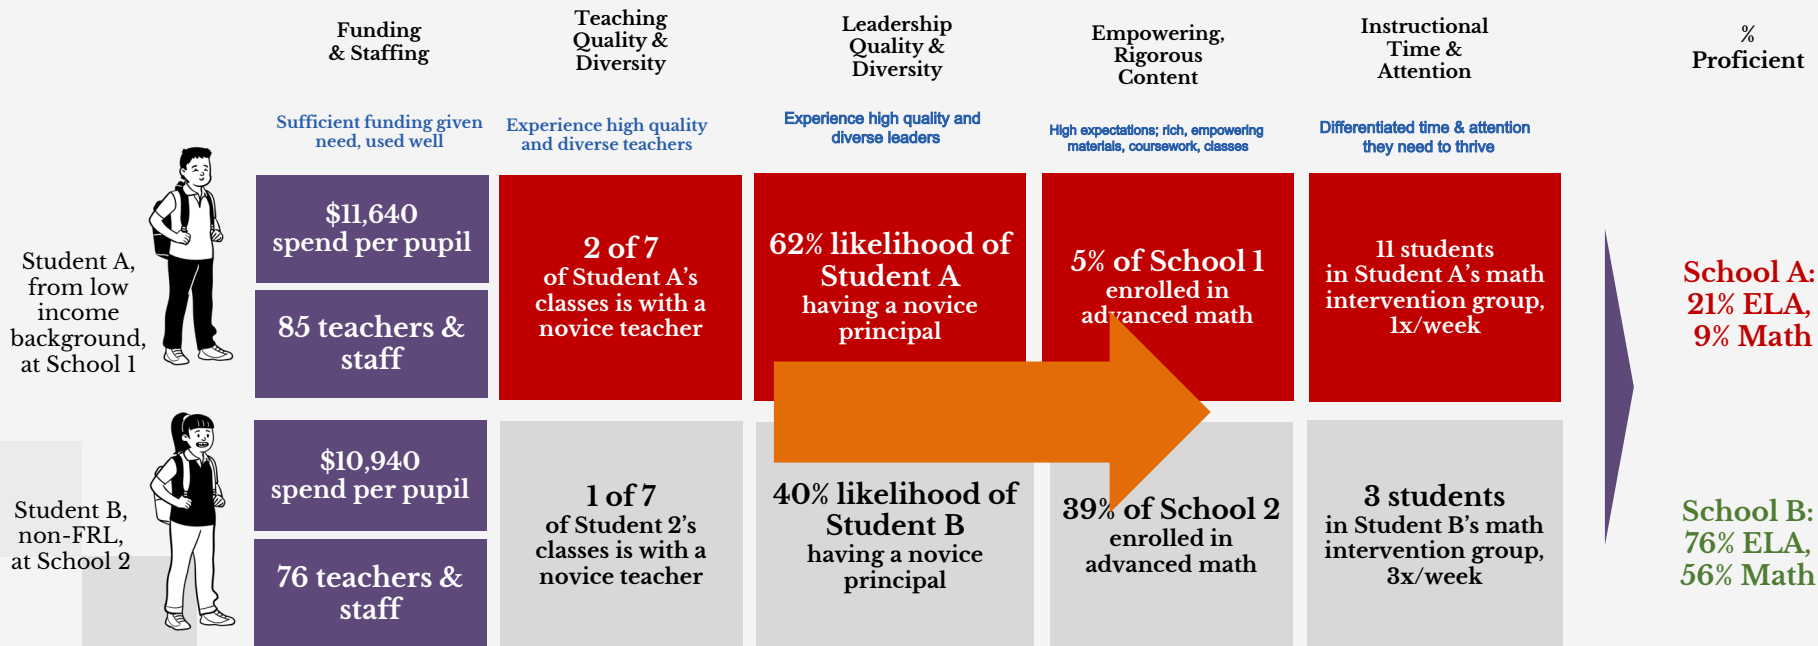 Funding
& Staffing
Teaching
Quality &
Diversity
Leadership
Quality &
Diversity
Empowering,
Rigorous
Content
Instructional
Time &
Attention
%
Proficient
Sufficient funding given
need, used well
Experience high quality
and diverse teachers
Experience high quality and
diverse leaders
High expectations; rich, empowering
materials, coursework, classes
Differentiated time & attention
they need to thrive
Student A,
from low
income
background,
at School 1
$11,640
spend per pupil
85 teachers &
staff
2 of 7
of Student A's
classes is with a
novice teacher
62% likelihood of
Student A
having a novice
principal
5% of School 1
enrolled in
advanced math
11 students
in Student A's math
intervention group,
1x/week
School A:
21% ELA,
9% Math
Student B,
non-FRL,
at School 2
$10,940
spend per pupil
76 teachers &
staff
1 of 7
of Student 2's
classes is with a
novice teacher
40% likelihood of
Student B
having a novice
principal
39% of School 2
enrolled in
advanced math
3 students
in Student B's math
intervention group,
3x/week
School B:
76% ELA,
56% Math